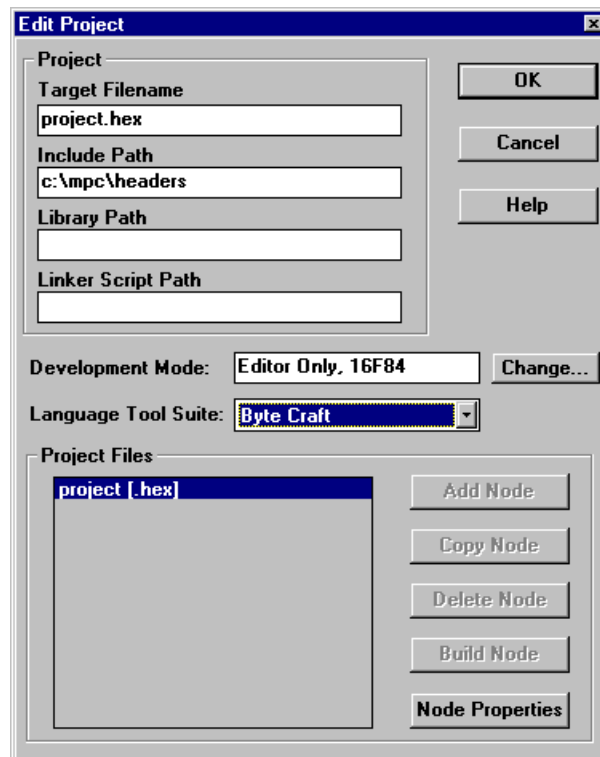 Edit Project
Project
Target Filename
project.hex
Include Path
c:\mpc\headers
Library Path
Linker Script Path
OK
Cancel
Help
Development Mode: Editor Only, 16F84 Change...
Language Tool Suite: Byte Craft
Project Files
project [.hex]
Add Node
Copy Node
Delete Node
Build Node
Node Properties